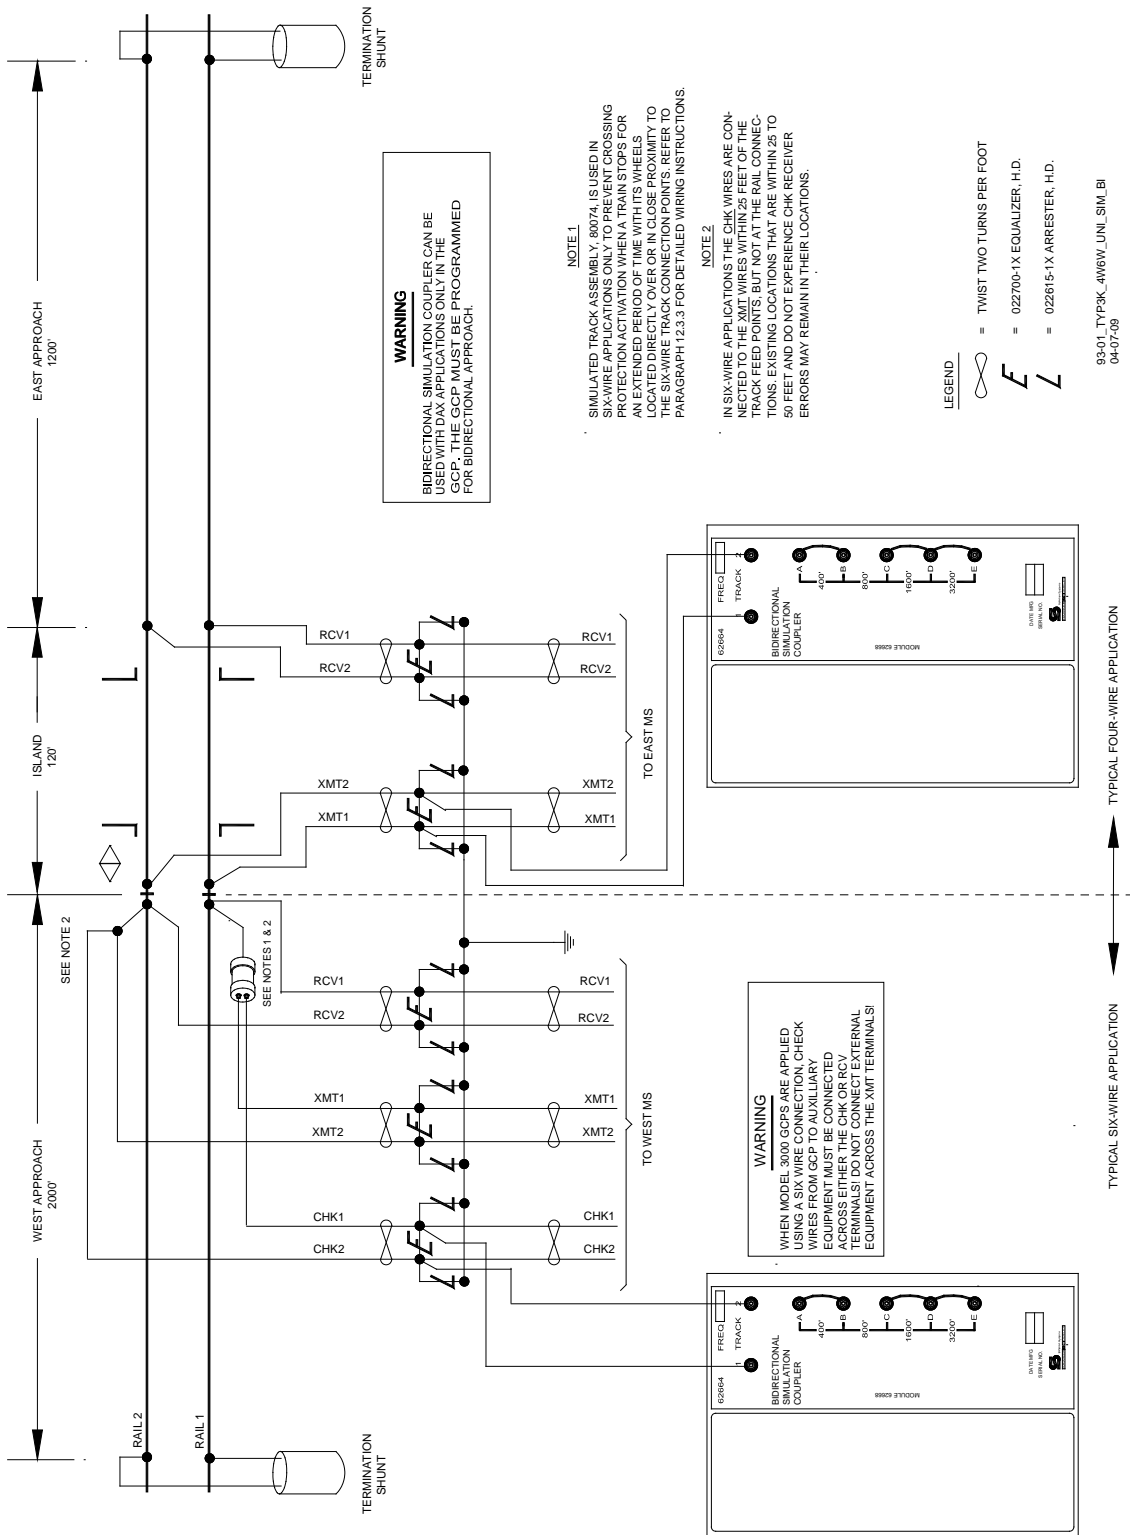 WEST APPROACH
2000'
ISLAND
120'
EAST APPROACH
1200'
SEE NOTE 2
RAIL 2
RAIL 1
TERMINATION
SHUNT
TERMINATION
SHUNT
SEE NOTES 1 & 2
CHK2
CHK1
XMT2
XMT1
RCV2
RCV1
XMT1
XMT2
RCV2
RCV1
CHK2
CHK1
XMT2
XMT1
RCV2
RCV1
XMT1
XMT2
RCV2
RCV1
TO WEST MS
TO EAST MS
WARNING
BIDIRECTIONAL SIMULATION COUPLER CAN BE
USED WITH DAX APPLICATIONS ONLY IN THE
GCP. THE GCP MUST BE PROGRAMMED
FOR BIDIRECTIONAL APPROACH.
NOTE 1
SIMULATED TRACK ASSEMBLY, 80074, IS USED IN
SIX-WIRE APPLICATIONS ONLY TO PREVENT CROSSING
PROTECTION ACTIVATION WHEN A TRAIN STOPS FOR
AN EXTENDED PERIOD OF TIME WITH ITS WHEELS
LOCATED DIRECTLY OVER OR IN CLOSE PROXIMITY TO
THE SIX-WIRE TRACK CONNECTION POINTS. REFER TO
PARAGRAPH 12.3.3 FOR DETAILED WIRING INSTRUCTIONS.
NOTE 2
IN SIX-WIRE APPLICATIONS THE CHK WIRES ARE CON-
NECTED TO THE XMT WIRES WITHIN 25 FEET OF THE
TRACK FEED POINTS, BUT NOT AT THE RAIL CONNEC-
TIONS. EXISTING LOCATIONS THAT ARE WITHIN 25 TO
50 FEET AND DO NOT EXPERIENCE CHK RECEIVER
ERRORS MAY REMAIN IN THEIR LOCATIONS.
WARNING
WHEN MODEL 3000 GCPS ARE APPLIED
USING A SIX WIRE CONNECTION, CHECK
WIRES FROM GCP TO AUXILLIARY
EQUIPMENT MUST BE CONNECTED
ACROSS EITHER THE CHK OR RCV
TERMINALS! DO NOT CONNECT EXTERNAL
EQUIPMENT ACROSS THE XMT TERMINALS!
62664
FREQ
TRACK
1
2
BIDIRECTIONAL
SIMULATION
COUPLER
A
400'
B
800'
C
1600'
D
3200'
E
MODULE 62668
DATE MFG
SERIAL NO.
62664
FREQ
TRACK
1
2
BIDIRECTIONAL
SIMULATION
COUPLER
A
400'
B
800'
C
1600'
D
3200'
E
MODULE 62668
DATE MFG
SERIAL NO.
LEGEND
= TWIST TWO TURNS PER FOOT
= 022700-1X EQUALIZER, H.D.
= 022615-1X ARRESTER, H.D.
TYPICAL SIX-WIRE APPLICATION
TYPICAL FOUR-WIRE APPLICATION
93-01_TYP3K_4W6W_UNI_SIM_BI
04-07-09